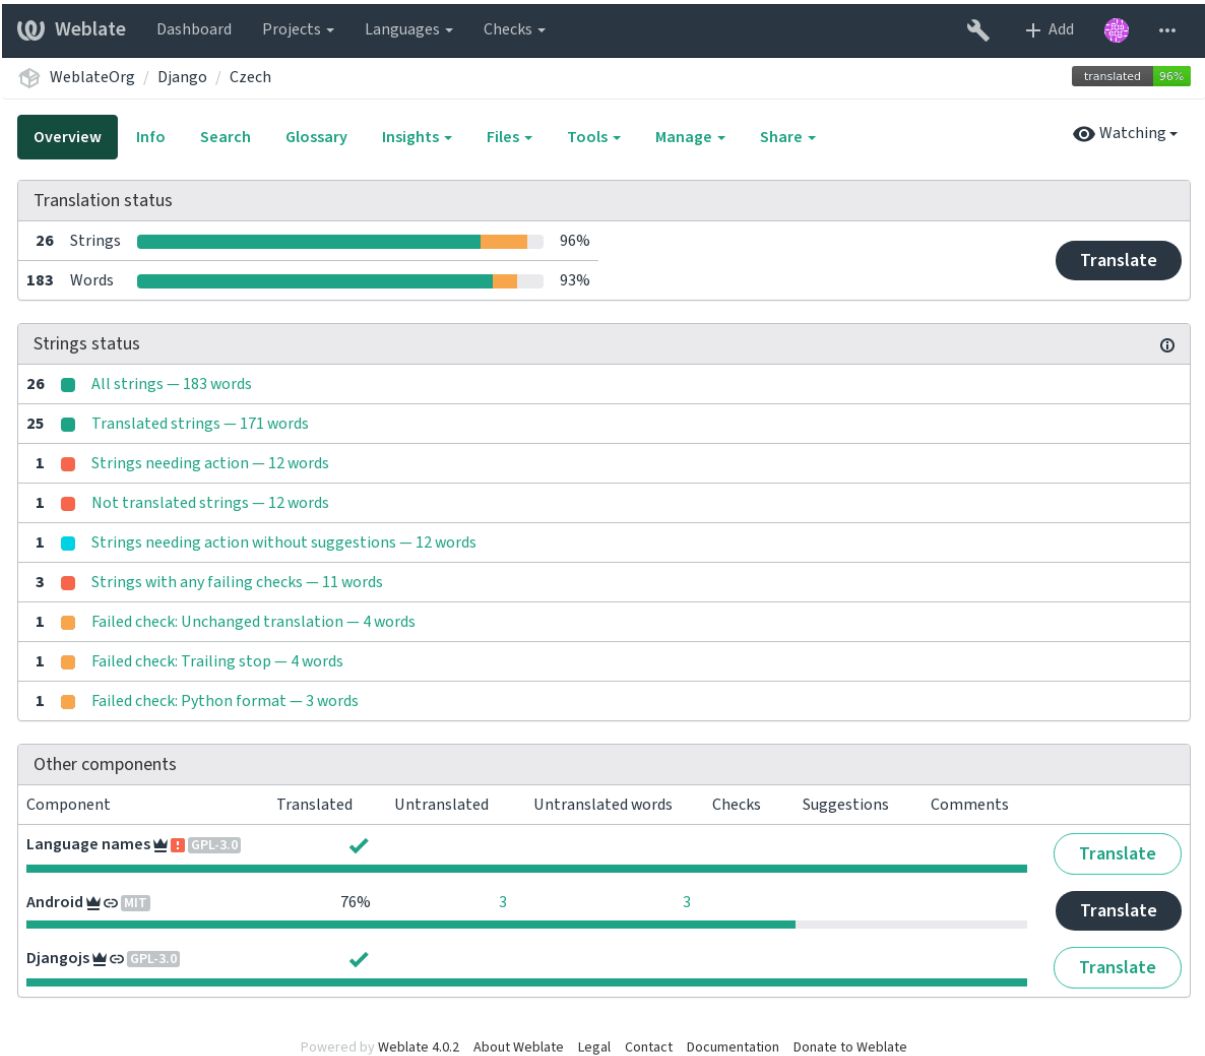 Weblate Dashboard Projects Languages Checks Add
WeblateOrg / Django / Czech translated 96%
Overview Info Search Glossary Insights Files Tools Manage Share Watching
Translation status
26 Strings 96%
183 Words 93%
Translate
Strings status
26 All strings — 183 words
25 Translated strings — 171 words
1 Strings needing action — 12 words
1 Not translated strings — 12 words
1 Strings needing action without suggestions — 12 words
3 Strings with any failing checks — 11 words
1 Failed check: Unchanged translation — 4 words
1 Failed check: Trailing stop — 4 words
1 Failed check: Python format — 3 words
Other components
Component Translated Untranslated Untranslated words Checks Suggestions Comments
Language names GPL-3.0 Translate
Android MIT 76% 3 3 Translate
Djangojs GPL-3.0 Translate
Powered by Weblate 4.0.2 About Weblate Legal Contact Documentation Donate to Weblate